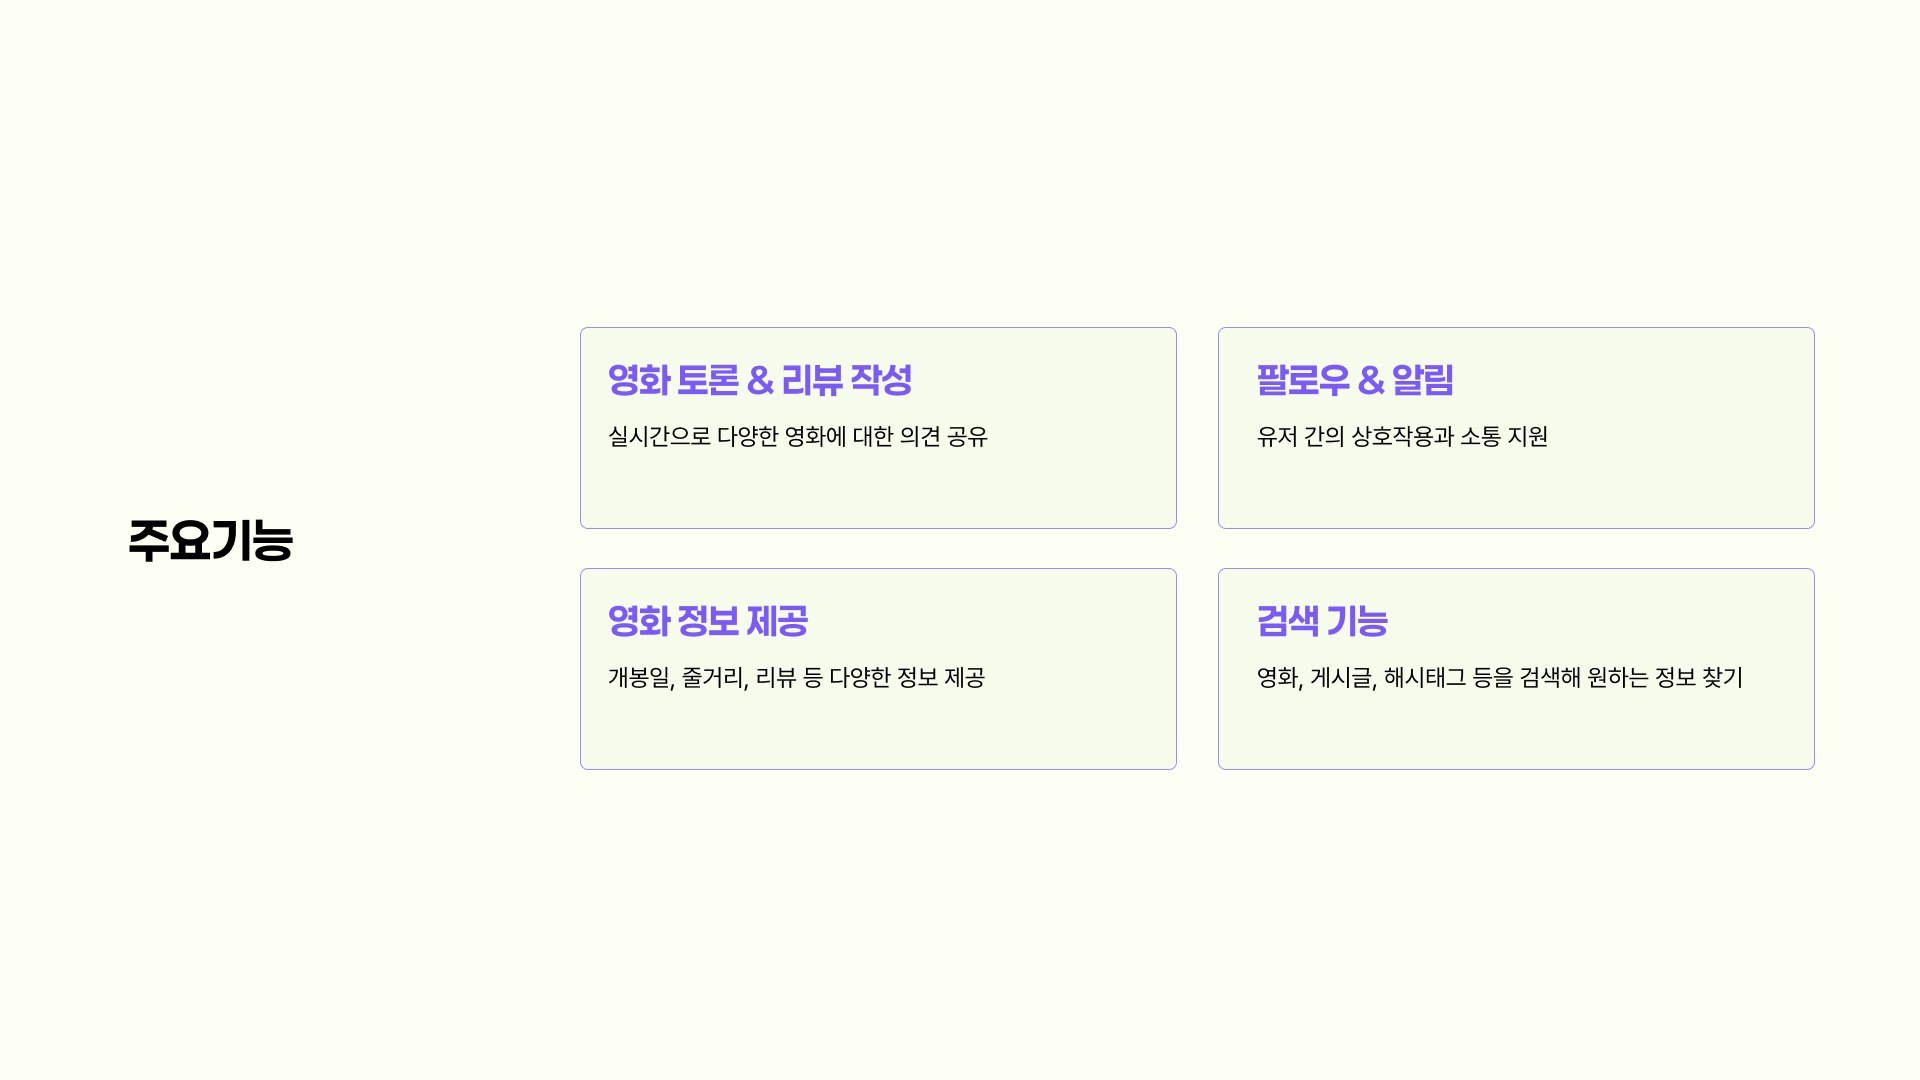 주요기능
영화 토론 & 리뷰 작성
실시간으로 다양한 영화에 대한 의견 공유
팔로우 & 알림
유저 간의 상호작용과 소통 지원
영화 정보 제공
개봉일, 줄거리, 리뷰 등 다양한 정보 제공
검색 기능
영화, 게시글, 해시태그 등을 검색해 원하는 정보 찾기